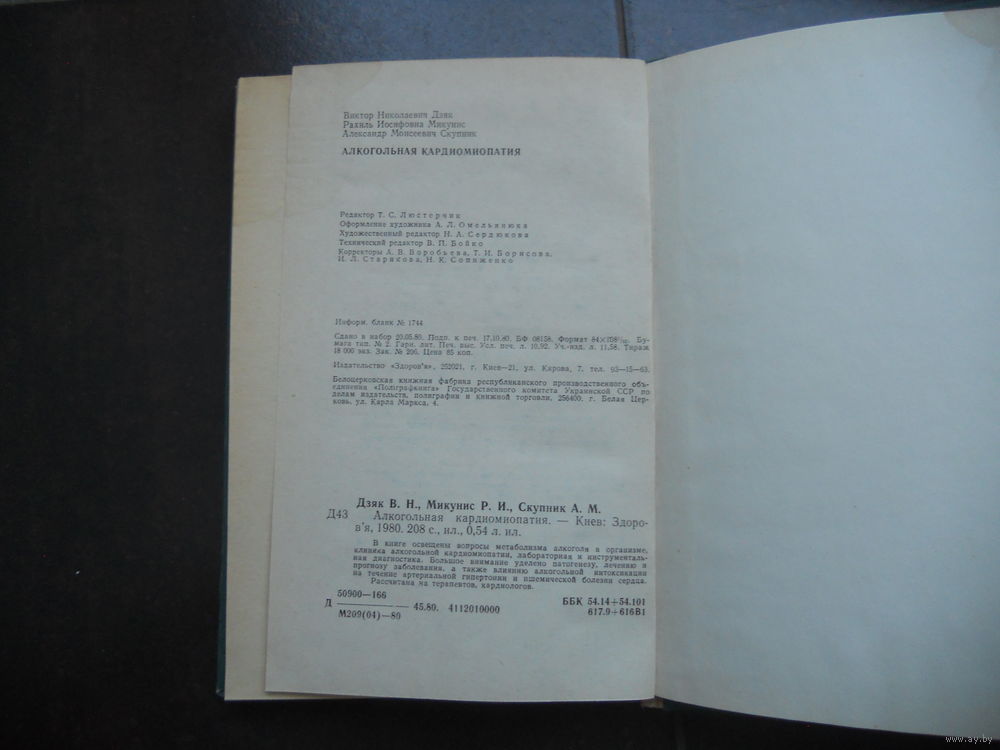 Виктор Николаевич Дзяк
Рахиль Иосифовна Микунис
Александр Моисеевич Скупник
АЛКОГОЛЬНАЯ КАРДИОМИОПАТИЯ
Редактор Т. С. Люстерчик
Оформление художника А. Л. Омельянюка
Художественный редактор Н. А. Сердюкова
Технический редактор В. П. Бойко
Корректоры А. В. Воробьева, Т. И. Борисова,
И. Л. Старикова, Н. К. Сопиженко
Информ. бланк № 1744
Сдано в набор 20.05.80. Подп. к печ. 17.10.80. БФ 08158. Формат 84×108¹/₃₂. Бу-
мага тип. № 2. Гарн. лит. Печ. выс. Усл. печ. л. 10,92. Уч.-изд. л. 11,58. Тираж
18 000 экз. Зак. № 206. Цена 85 коп.
Издательство «Здоров'я», 252021, г. Киев—21, ул. Кирова, 7, тел. 93—15—63.
Белоцерковская книжная фабрика республиканского производственного объ-
единения «Полiграфкнига» Государственного комитета Украинской ССР по
делам издательств, полиграфии и книжной торговли, 256400, г. Белая Цер-
ковь, ул. Карла Маркса, 4.
Дзяк В. Н., Микунис Р. И., Скупник А. М.
Д43 Алкогольная кардиомиопатия. — Киев: Здоро-
в'я, 1980. 208 с., ил., 0,54 л. ил.
В книге освещены вопросы метаболизма алкоголя в организме,
клиника алкогольной кардиомиопатии, лабораторная и инструменталь-
ная диагностика. Большое внимание уделено патогенезу, лечению и
прогнозу заболевания, а также влиянию алкогольной интоксикации
на течение артериальной гипертонии и ишемической болезни сердца.
Рассчитана на терапевтов, кардиологов.
50900—166
Д ——— 45.80. 4112010000
М209(04)—80
ББК 54.14+54.101
617.9+616В1
www.ay.by